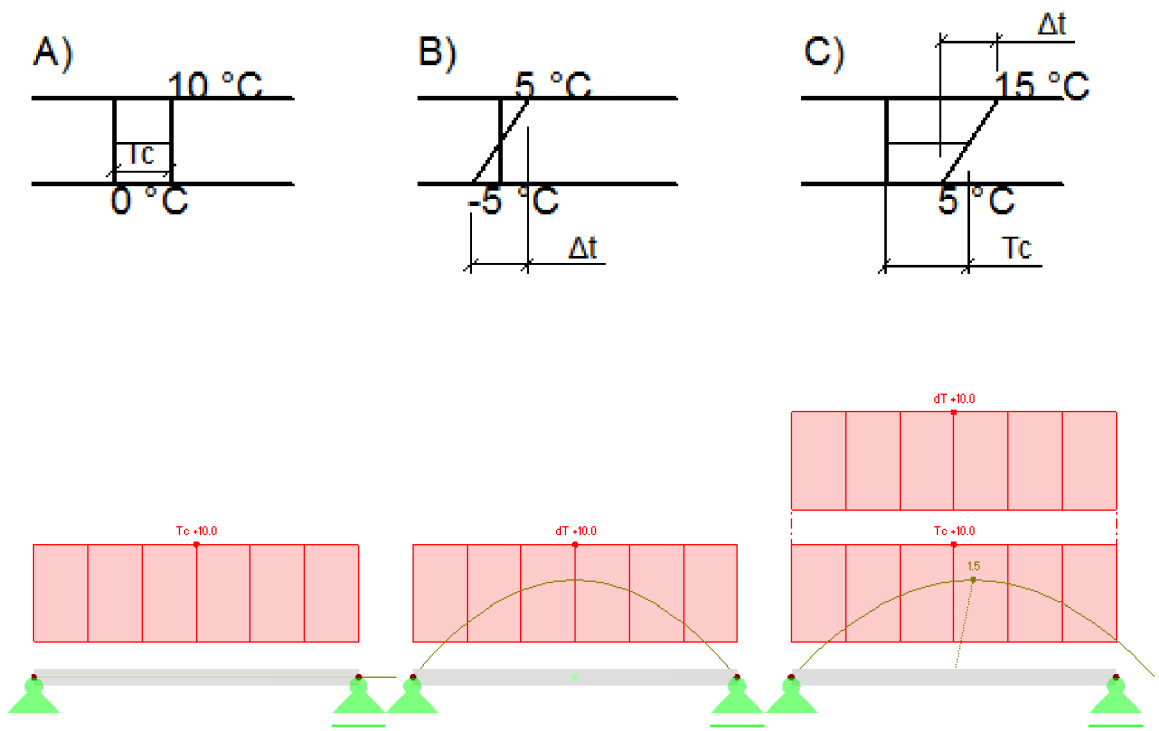 A)
10 °C
Tc
0 °C
B)
5 °C
-5 °C
Δt
C)
Δt
15 °C
5 °C
Tc
dT +10.0
Tc +10.0
dT +10.0
Tc +10.0
1.5